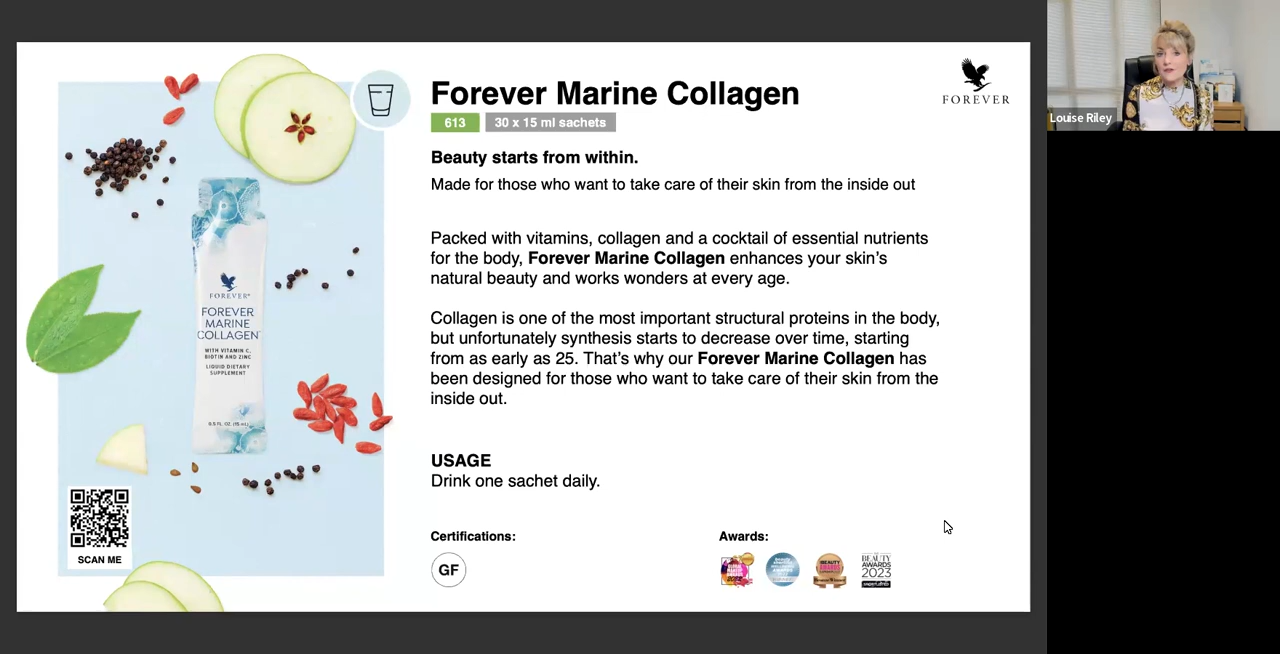 Forever Marine Collagen
613
30 x 15 ml sachets
FOREVER
Louise Riley
Beauty starts from within.
Made for those who want to take care of their skin from the inside out
Packed with vitamins, collagen and a cocktail of essential nutrients
for the body, Forever Marine Collagen enhances your skin's
natural beauty and works wonders at every age.
Collagen is one of the most important structural proteins in the body,
but unfortunately synthesis starts to decrease over time, starting
from as early as 25. That's why our Forever Marine Collagen has
been designed for those who want to take care of their skin from the
inside out.
USAGE
Drink one sachet daily.
Certifications:
GF
Awards:
BEAUTY
AWARDS
2023
FOREVER
FOREVER
MARINE
COLLAGEN
WITH VITAMIN C,
BIOTIN AND ZINC
LIQUID DIETARY
SUPPLEMENT
0.5 FL. OZ. (15 mL)
SCAN ME